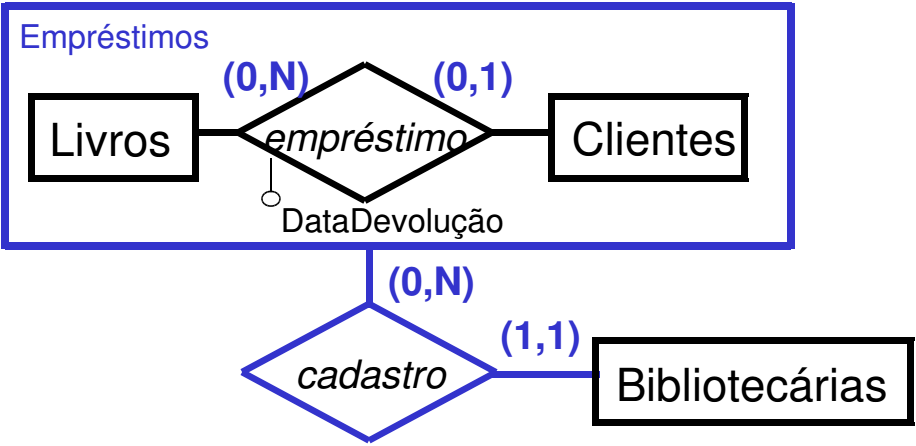 Empréstimos
(0,N)
(0,1)
Livros
empréstimo
Clientes
DataDevolução
(0,N)
(1,1)
cadastro
Bibliotecárias